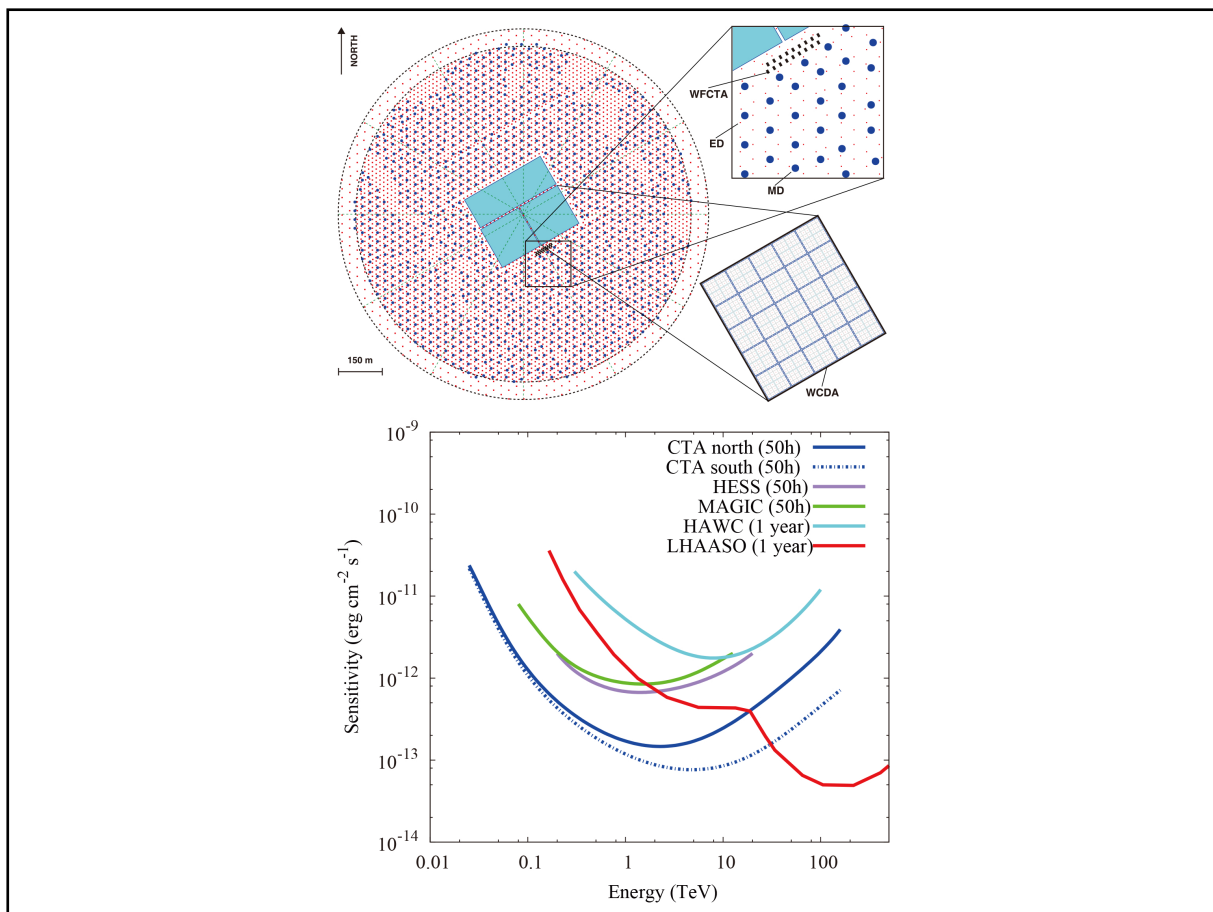 NORTH
WFCTA
ED
MD
150 m
WCDA
CTA north (50h)
CTA south (50h)
HESS (50h)
MAGIC (50h)
HAWC (1 year)
LHAASO (1 year)
Sensitivity (erg cm⁻² s⁻¹)
10⁻⁹
10⁻¹⁰
10⁻¹¹
10⁻¹²
10⁻¹³
10⁻¹⁴
0.01 0.1 1 10 100
Energy (TeV)